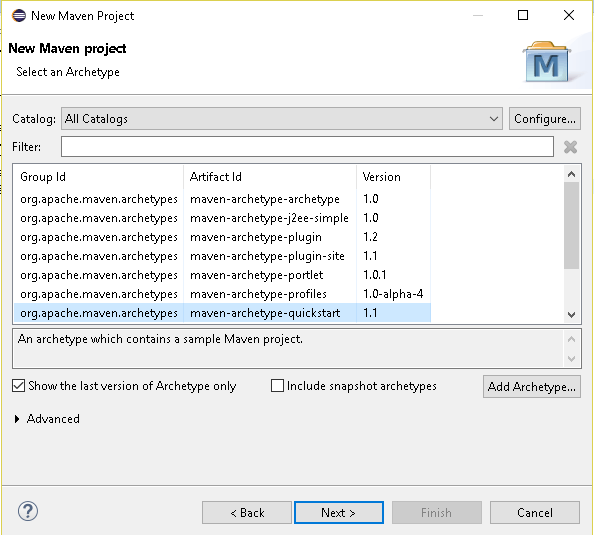 New Maven Project
New Maven project
Select an Archetype
M
Catalog: All Catalogs Configure...
Filter:
Group Id Artifact Id Version
org.apache.maven.archetypes maven-archetype-archetype 1.0
org.apache.maven.archetypes maven-archetype-j2ee-simple 1.0
org.apache.maven.archetypes maven-archetype-plugin 1.2
org.apache.maven.archetypes maven-archetype-plugin-site 1.1
org.apache.maven.archetypes maven-archetype-portlet 1.0.1
org.apache.maven.archetypes maven-archetype-profiles 1.0-alpha-4
org.apache.maven.archetypes maven-archetype-quickstart 1.1
An archetype which contains a sample Maven project.
Show the last version of Archetype only Include snapshot archetypes Add Archetype...
Advanced
? < Back Next > Finish Cancel